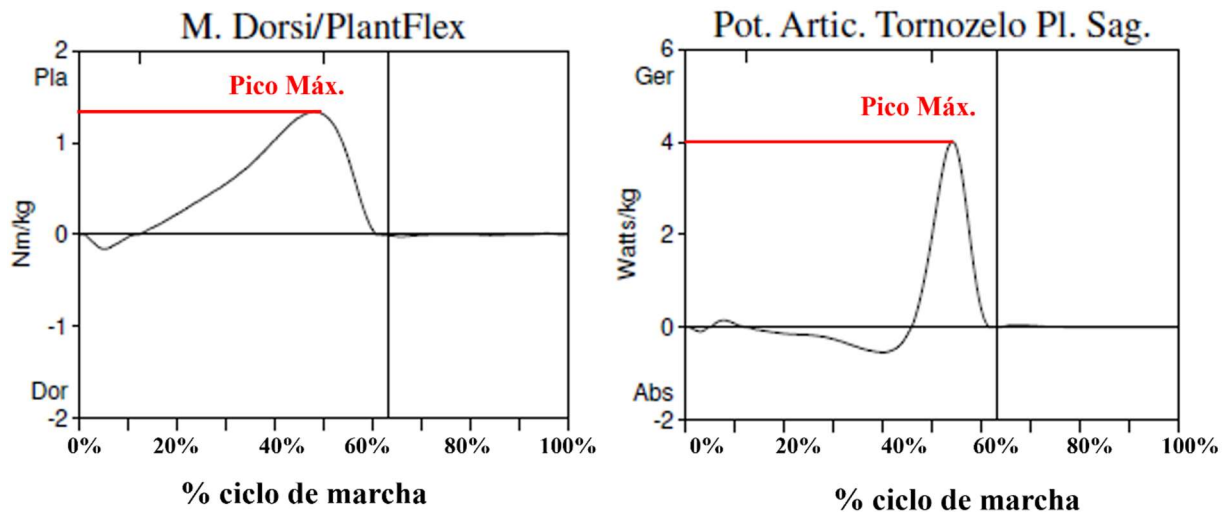 M. Dorsi/PlantFlex
2
Pla
Pico Máx.
1
Nm/kg
0
-1
Dor
-2
0% 20% 40% 60% 80% 100%
% ciclo de marcha
Pot. Artic. Tornozelo Pl. Sag.
6
Ger
Pico Máx.
4
Watts/kg
2
0
Abs
-2
0% 20% 40% 60% 80% 100%
% ciclo de marcha